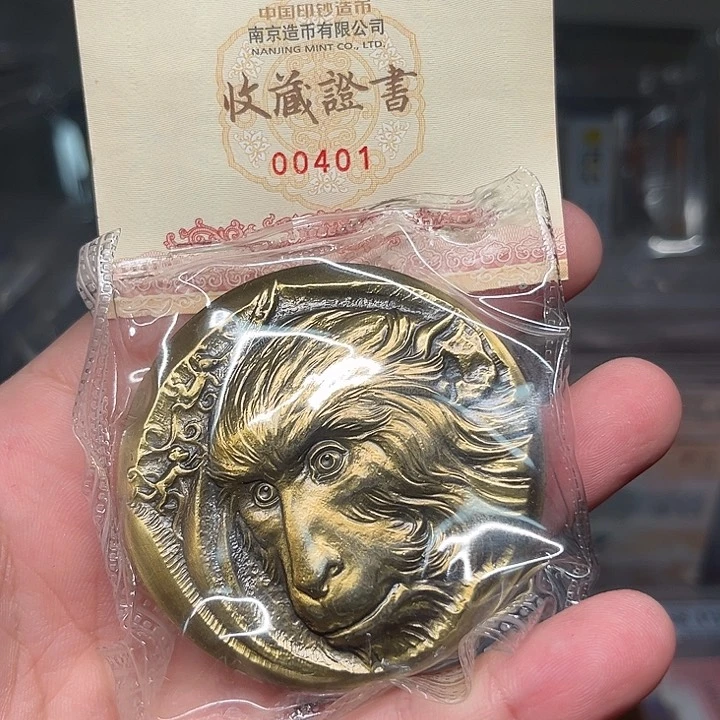 中国印钞造币
南京造币有限公司
NANJING MINT CO., LTD.
收藏證書
00401